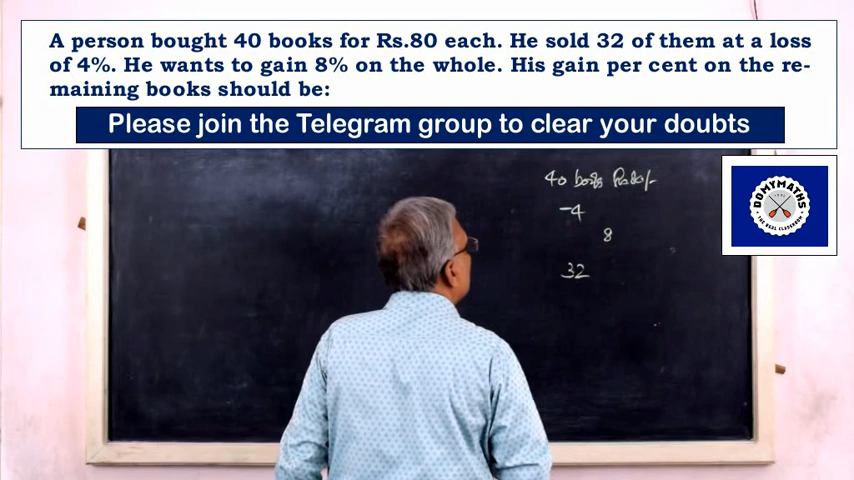 A person bought 40 books for Rs.80 each. He sold 32 of them at a loss
of 4%. He wants to gain 8% on the whole. His gain per cent on the re-
maining books should be:
Please join the Telegram group to clear your doubts
40 books Rs80/-
-4
8
32
DOMYMATHS
THE REAL CLASSROOM